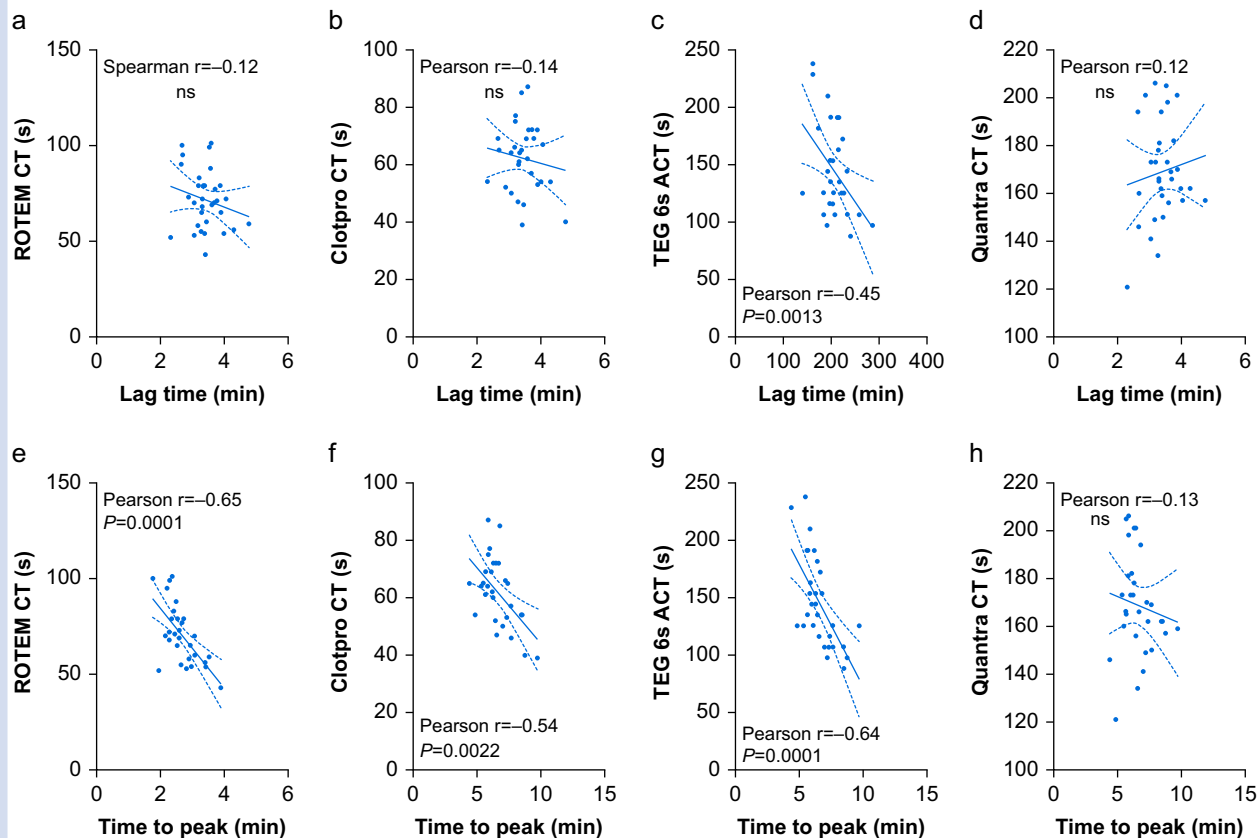 a
ROTEM CT (s)
150
100
50
0
Spearman r=–0.12
ns
0 2 4 6
Lag time (min)
b
Clotpro CT (s)
100
80
60
40
20
0
Pearson r=–0.14
ns
0 2 4 6
Lag time (min)
c
TEG 6s ACT (s)
250
200
150
100
50
0
Pearson r=–0.45
P=0.0013
0 100 200 300 400
Lag time (min)
d
Quantra CT (s)
220
200
180
160
140
120
100
Pearson r=0.12
ns
0 2 4 6
Lag time (min)
e
ROTEM CT (s)
150
100
50
0
Pearson r=–0.65
P=0.0001
0 2 4 6
Time to peak (min)
f
Clotpro CT (s)
100
80
60
40
20
0
Pearson r=–0.54
P=0.0022
0 5 10 15
Time to peak (min)
g
TEG 6s ACT (s)
250
200
150
100
50
0
Pearson r=–0.64
P=0.0001
0 5 10 15
Time to peak (min)
h
Quantra CT (s)
220
200
180
160
140
120
100
Pearson r=–0.13
ns
0 5 10 15
Time to peak (min)